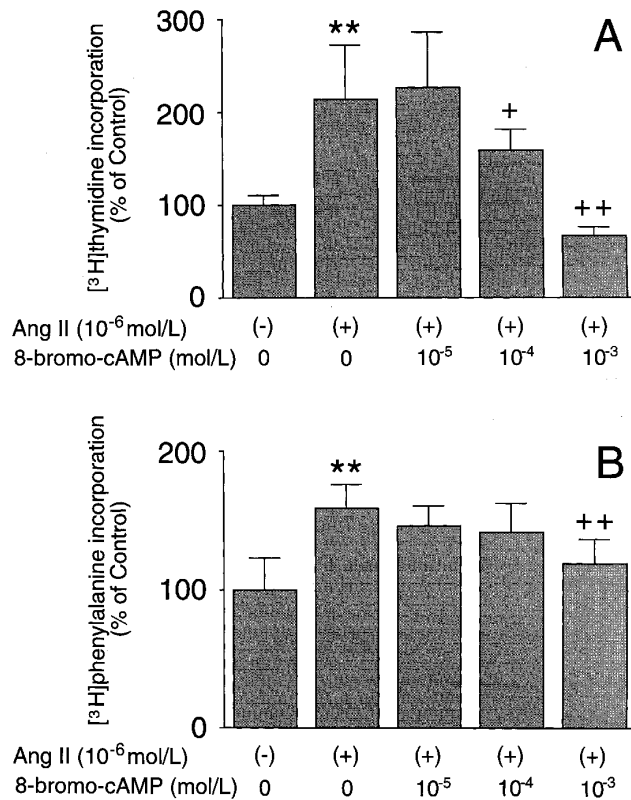 A
300
200
100
0
[³H]thymidine incorporation
(% of Control)
**
+
++
Ang II (10⁻⁶ mol/L) (-) (+) (+) (+) (+)
8-bromo-cAMP (mol/L) 0 0 10⁻⁵ 10⁻⁴ 10⁻³
B
200
100
0
[³H]phenylalanine incorporation
(% of Control)
**
++
Ang II (10⁻⁶ mol/L) (-) (+) (+) (+) (+)
8-bromo-cAMP (mol/L) 0 0 10⁻⁵ 10⁻⁴ 10⁻³